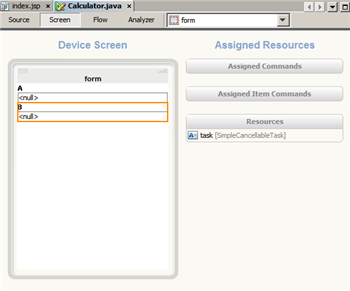 index.jsp × Calculator.java ×
Source Screen Flow Analyzer form
Device Screen Assigned Resources
Assigned Commands
form
A
<null>
Assigned Item Commands
B
<null>
Resources
task [SimpleCancellableTask]